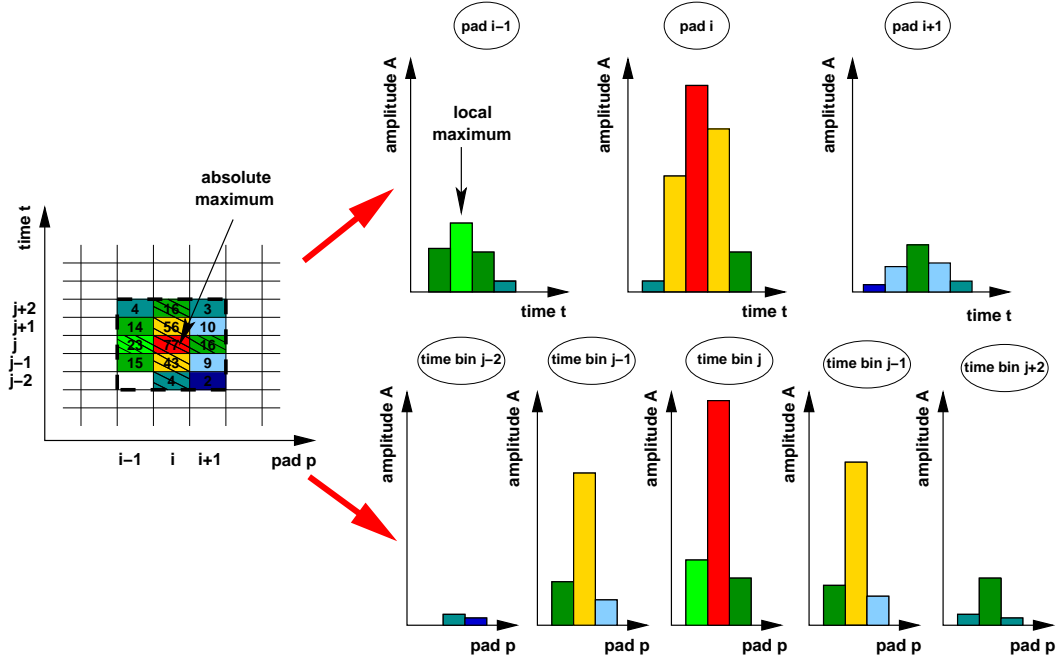 pad i−1
pad i
pad i+1
amplitude A
amplitude A
amplitude A
local
maximum
time t
time t
time t
absolute
maximum
time t
j+2
j+1
j
j−1
j−2
4 16 3
14 56 10
23 77 16
15 43 9
4 2
i−1 i i+1 pad p
time bin j−2
time bin j−1
time bin j
time bin j−1
time bin j+2
amplitude A
amplitude A
amplitude A
amplitude A
amplitude A
pad p
pad p
pad p
pad p
pad p